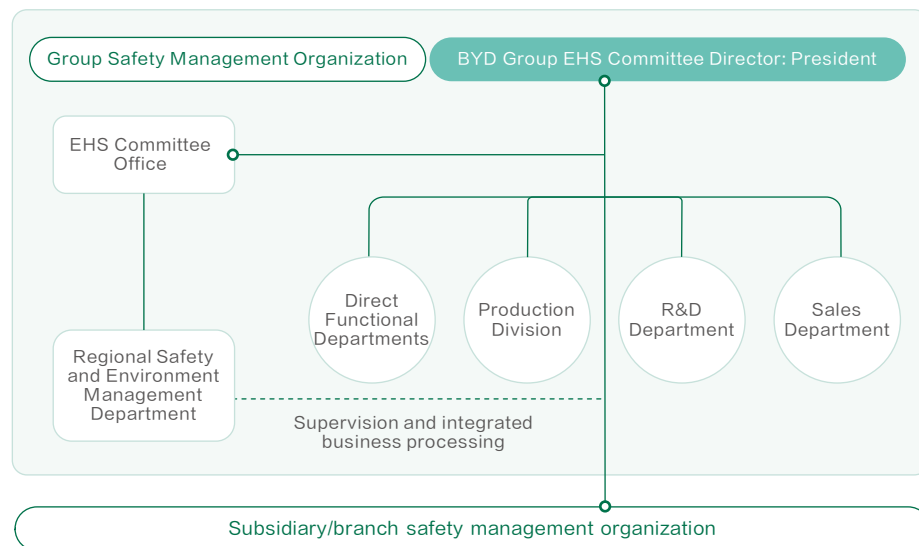 Group Safety Management Organization
BYD Group EHS Committee Director: President
EHS Committee
Office
Direct
Functional
Departments
Production
Division
R&D
Department
Sales
Department
Regional Safety
and Environment
Management
Department
Supervision and integrated
business processing
Subsidiary/branch safety management organization